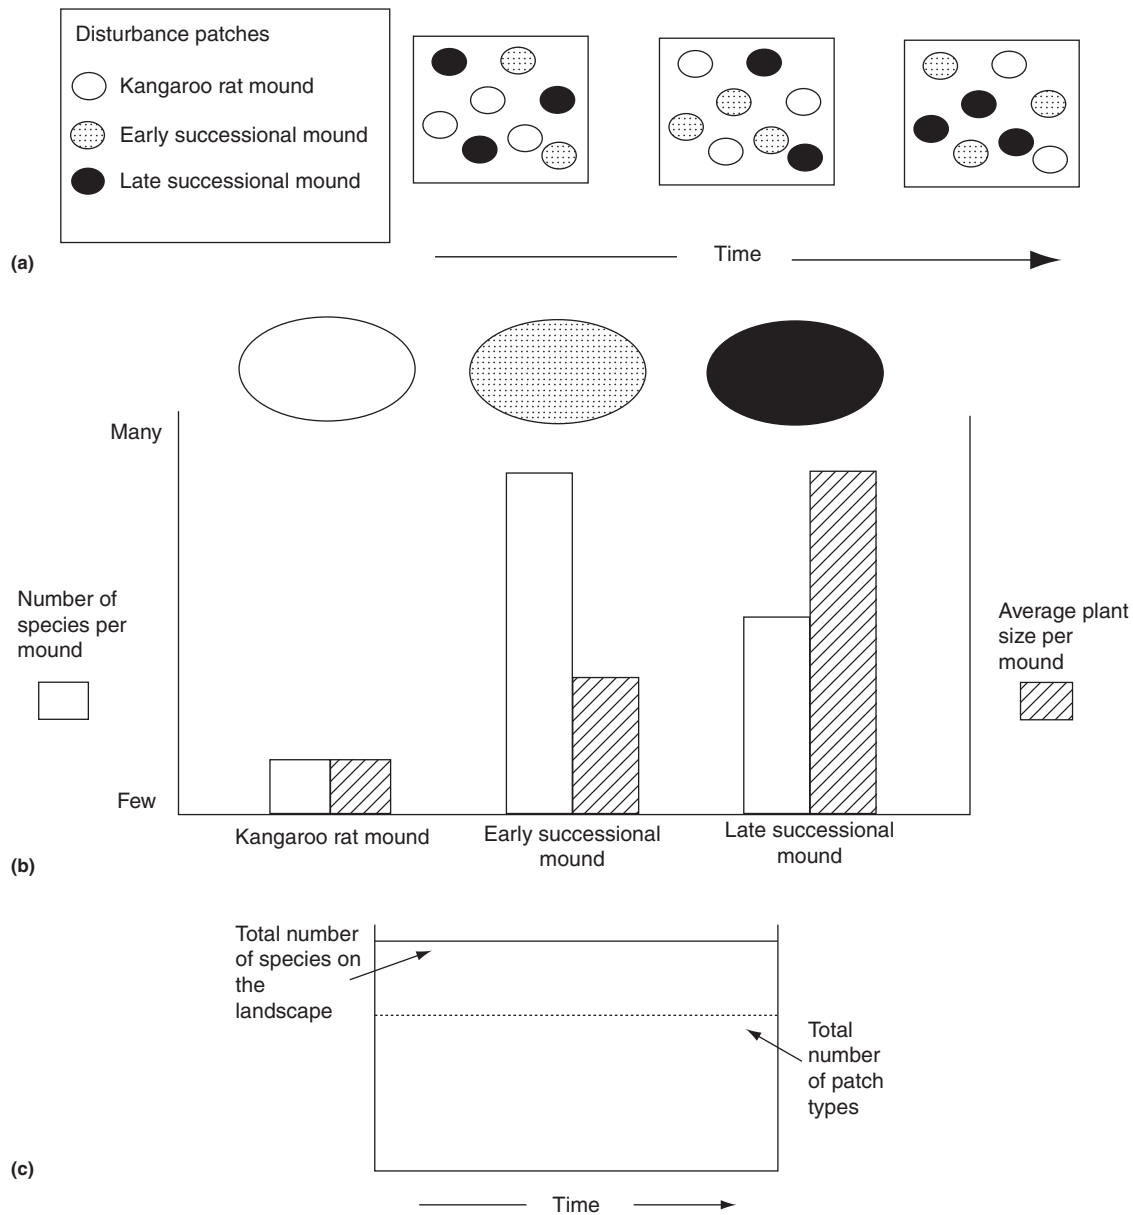 Disturbance patches
Kangaroo rat mound
Early successional mound
Late successional mound
(a)
Time
Many
Number of
species per
mound
Few
Average plant
size per
mound
Kangaroo rat mound
Early successional
mound
Late successional
mound
(b)
Total number
of species on
the
landscape
Total
number
of patch
types
(c)
Time